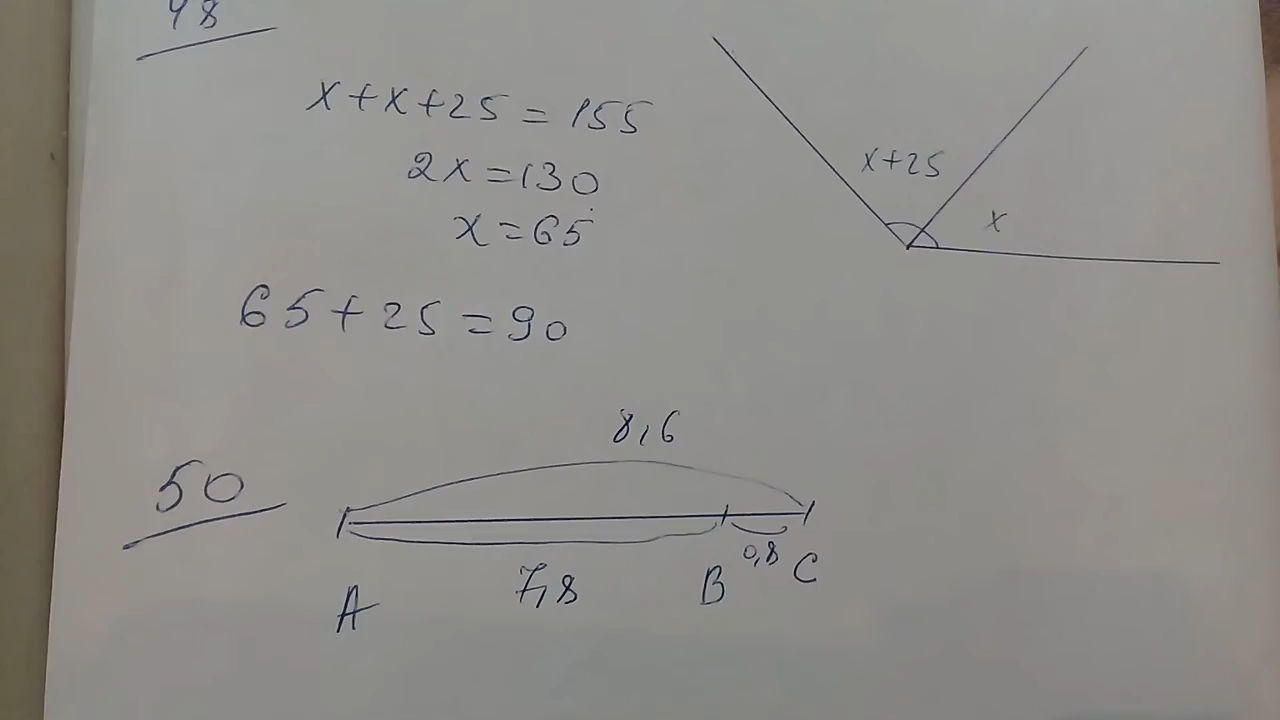 48
x+x+25=155
2x=130
x=65
65+25=90
x+25
x
50
8,6
7,8
0,8
A
B
C